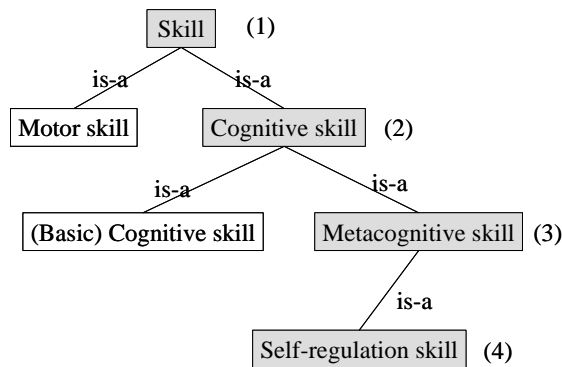 Skill (1)
is-a is-a
Motor skill Cognitive skill (2)
is-a is-a
(Basic) Cognitive skill Metacognitive skill (3)
is-a
Self-regulation skill (4)